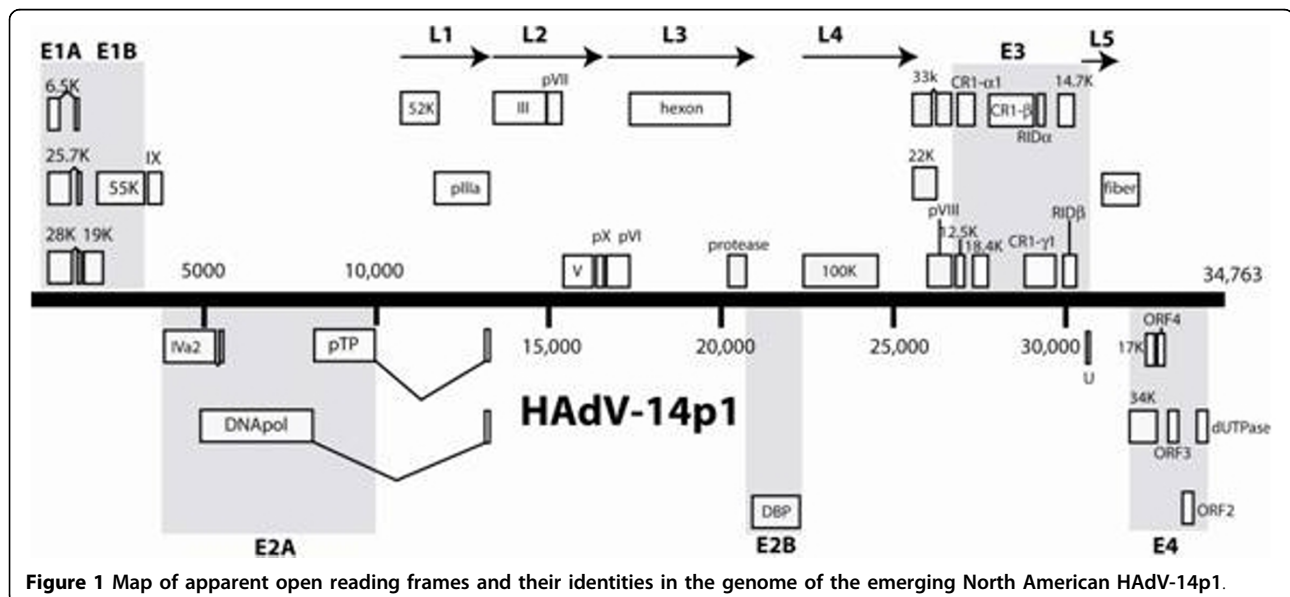 L1 L2 L3 L4 L5
E1A E1B E3
6.5K pVII 33k CR1-α1 14.7K
52K III hexon CR1-β
RIDα
25.7K IX 22K
55K pIIIa fiber
pVIII RIDβ
28K 19K pX pVI protease 12.5K 18.4K CR1-γ1
V 100K
5000 10,000 34,763
ORF4
IVa2 pTP 15,000 20,000 25,000 30,000 17K
U
34K
DNApol HAdV-14p1 dUTPase
ORF3
DBP ORF2
E2A E2B E4
Figure 1 Map of apparent open reading frames and their identities in the genome of the emerging North American HAdV-14p1.